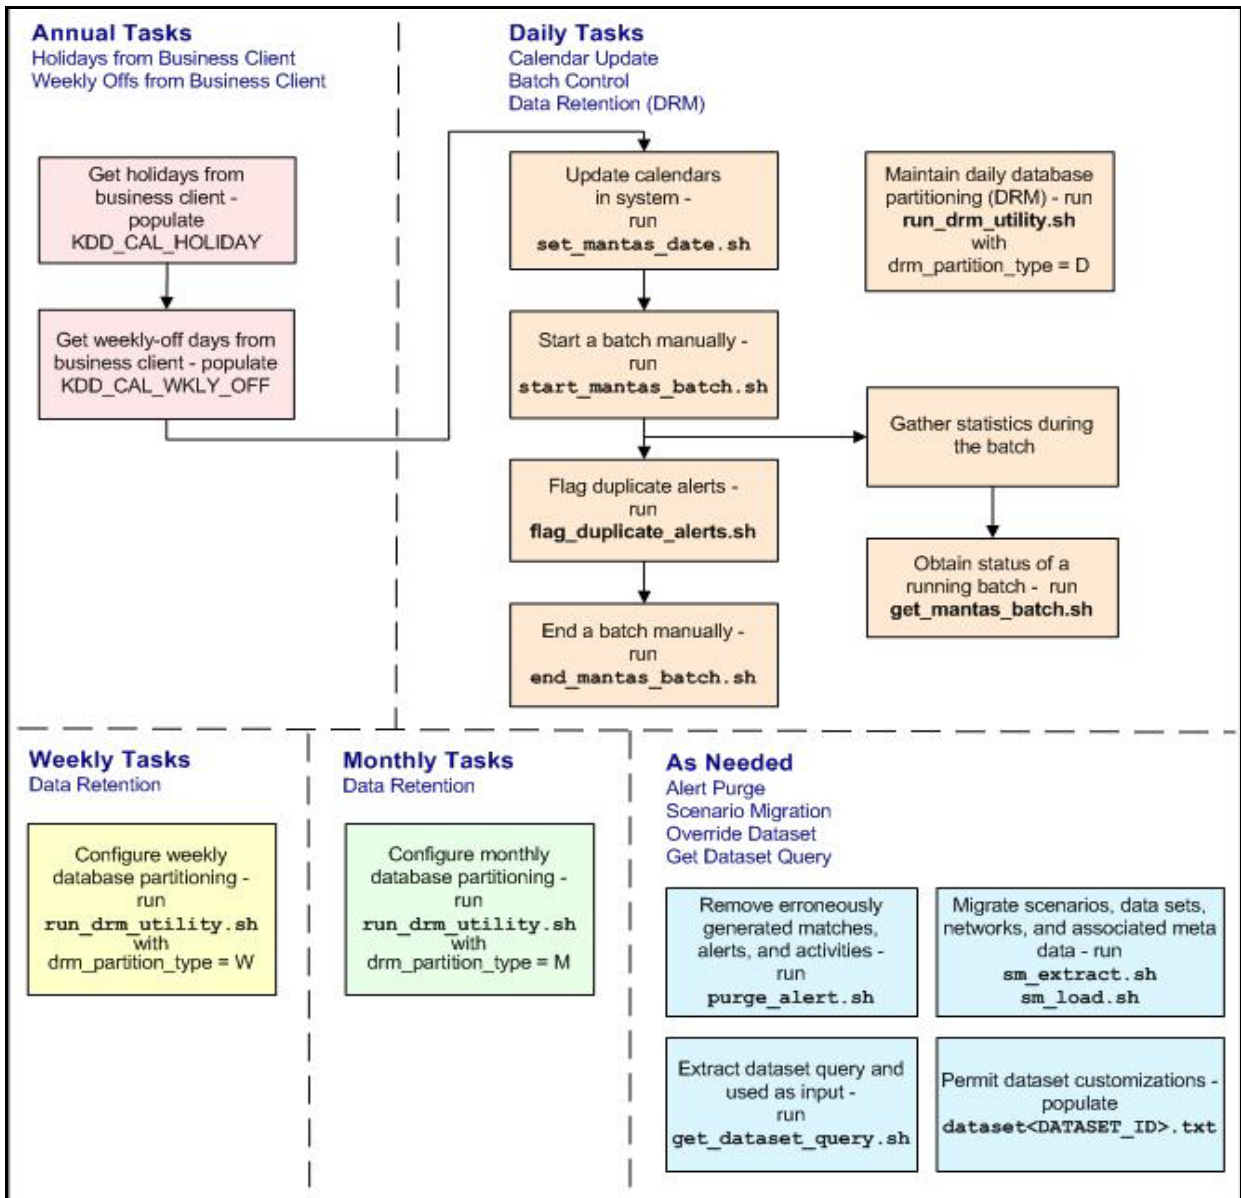 Annual Tasks
Holidays from Business Client
Weekly Offs from Business Client
Get holidays from
business client -
populate
KDD_CAL_HOLIDAY
Get weekly-off days from
business client - populate
KDD_CAL_WKLY_OFF
Daily Tasks
Calendar Update
Batch Control
Data Retention (DRM)
Update calendars
in system -
run
set_mantas_date.sh
Start a batch manually -
run
start_mantas_batch.sh
Flag duplicate alerts -
run
flag_duplicate_alerts.sh
End a batch manually -
run
end_mantas_batch.sh
Maintain daily database
partitioning (DRM) - run
run_drm_utility.sh
with
drm_partition_type = D
Gather statistics during
the batch
Obtain status of a
running batch - run
get_mantas_batch.sh
Weekly Tasks
Data Retention
Configure weekly
database partitioning -
run
run_drm_utility.sh
with
drm_partition_type = W
Monthly Tasks
Data Retention
Configure monthly
database partitioning -
run
run_drm_utility.sh
with
drm_partition_type = M
As Needed
Alert Purge
Scenario Migration
Override Dataset
Get Dataset Query
Remove erroneously
generated matches,
alerts, and activities -
run
purge_alert.sh
Migrate scenarios, data sets,
networks, and associated meta
data - run
sm_extract.sh
sm_load.sh
Extract dataset query and
used as input -
run
get_dataset_query.sh
Permit dataset customizations -
populate
dataset<DATASET_ID>.txt